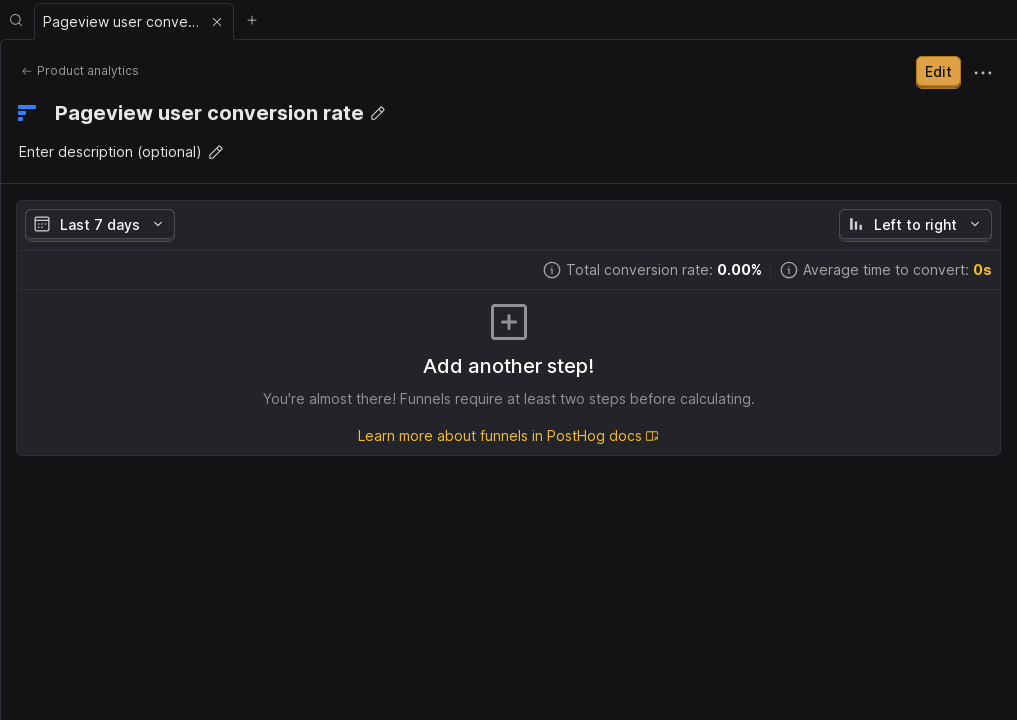 Pageview user conve...
Product analytics
Edit
Pageview user conversion rate
Enter description (optional)
Last 7 days
Left to right
Total conversion rate: 0.00%
Average time to convert: 0s
Add another step!
You're almost there! Funnels require at least two steps before calculating.
Learn more about funnels in PostHog docs